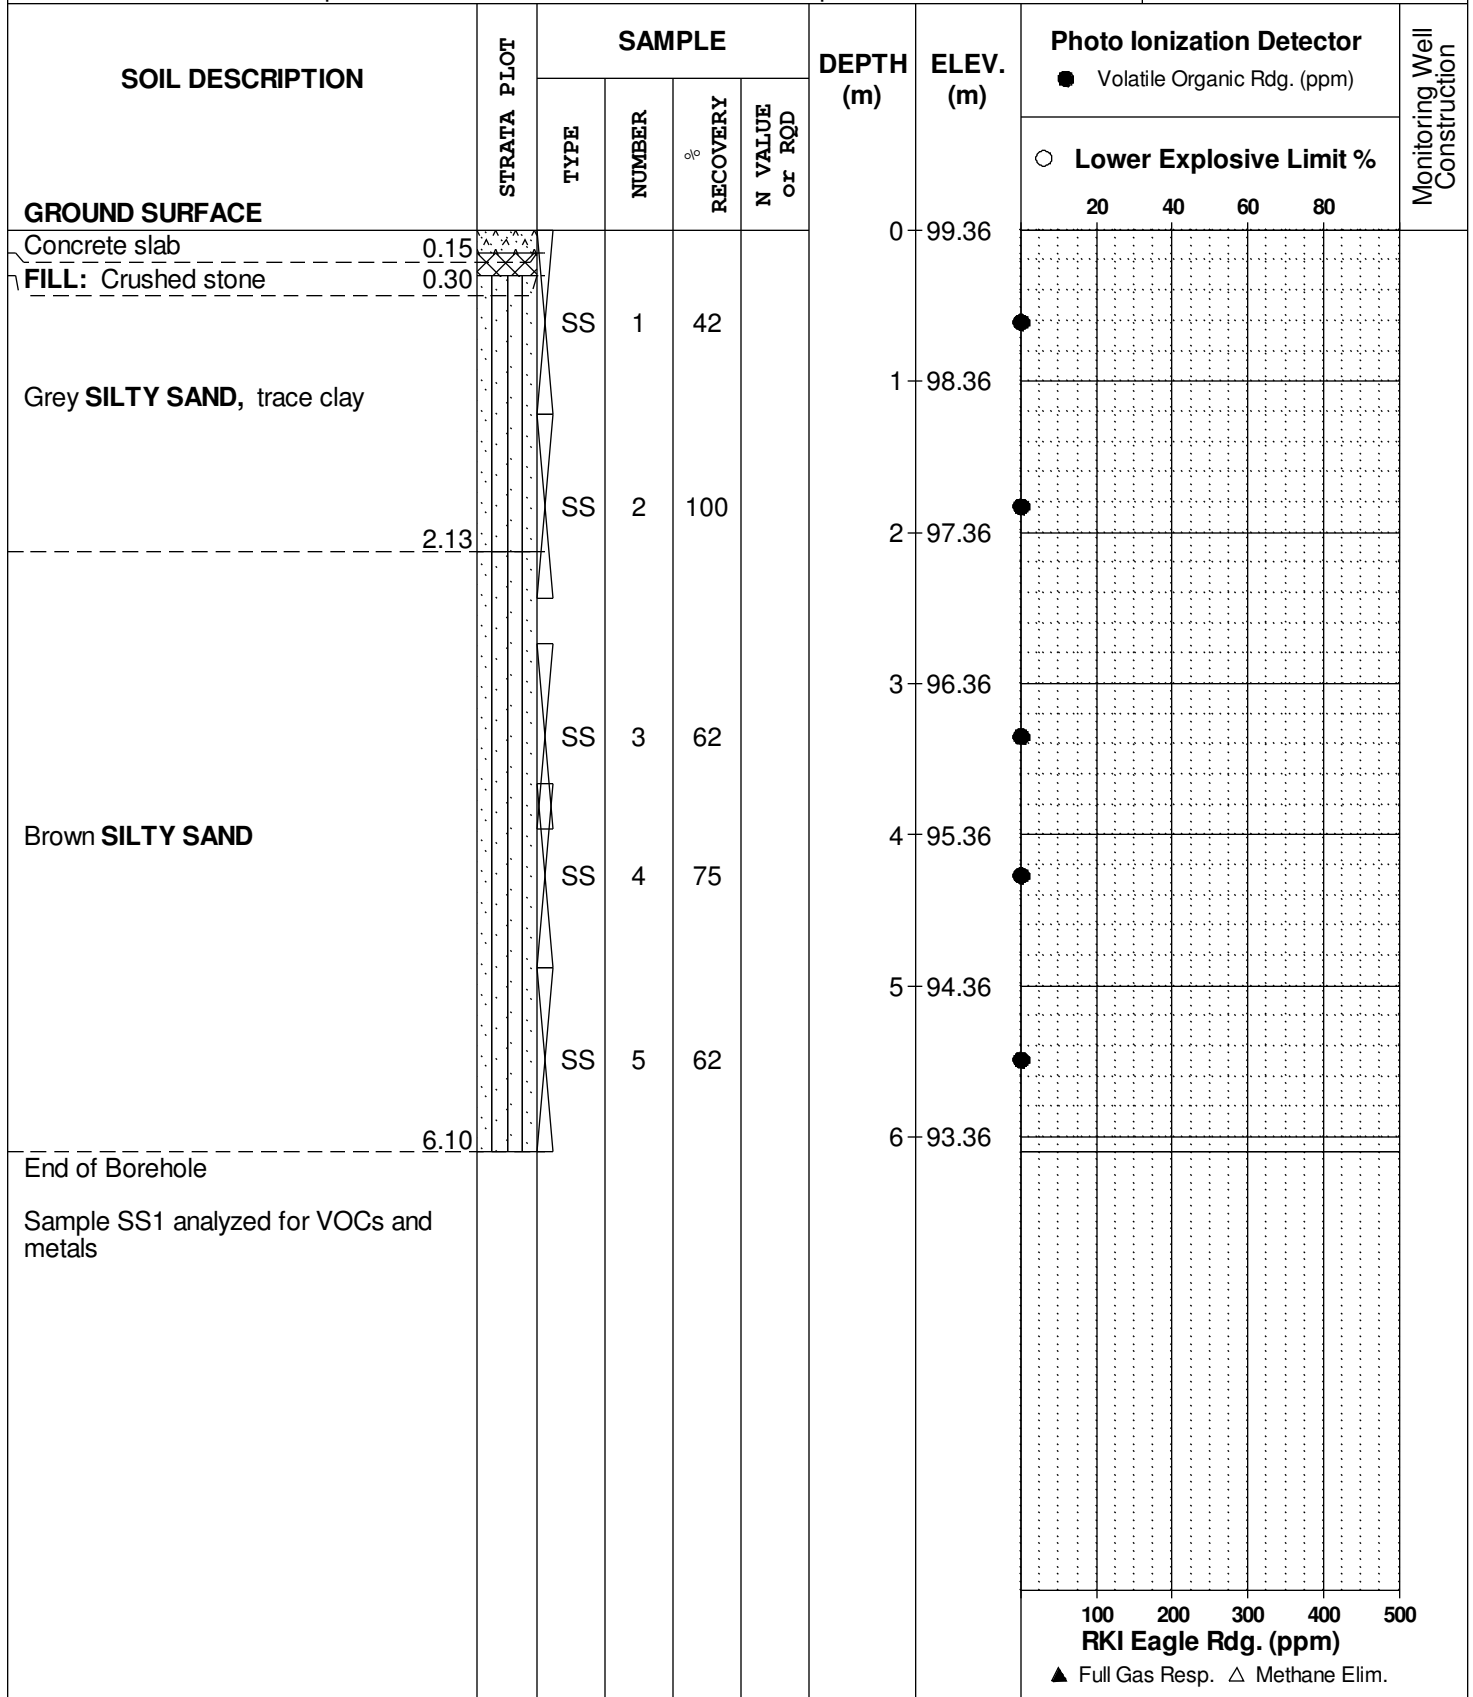 SOIL DESCRIPTION
GROUND SURFACE
STRATA PLOT
SAMPLE
TYPE
NUMBER
%
RECOVERY
N VALUE
or RQD
DEPTH
(m)
ELEV.
(m)
Photo Ionization Detector
● Volatile Organic Rdg. (ppm)
○ Lower Explosive Limit %
20 40 60 80
Monitoring Well
Construction
0 99.36
Concrete slab 0.15
FILL: Crushed stone 0.30
SS 1 42
1 98.36
Grey SILTY SAND, trace clay
SS 2 100
2 97.36
2.13
3 96.36
SS 3 62
Brown SILTY SAND
4 95.36
SS 4 75
5 94.36
SS 5 62
6 93.36
6.10
End of Borehole
Sample SS1 analyzed for VOCs and
metals
100 200 300 400 500
RKI Eagle Rdg. (ppm)
▲ Full Gas Resp. △ Methane Elim.